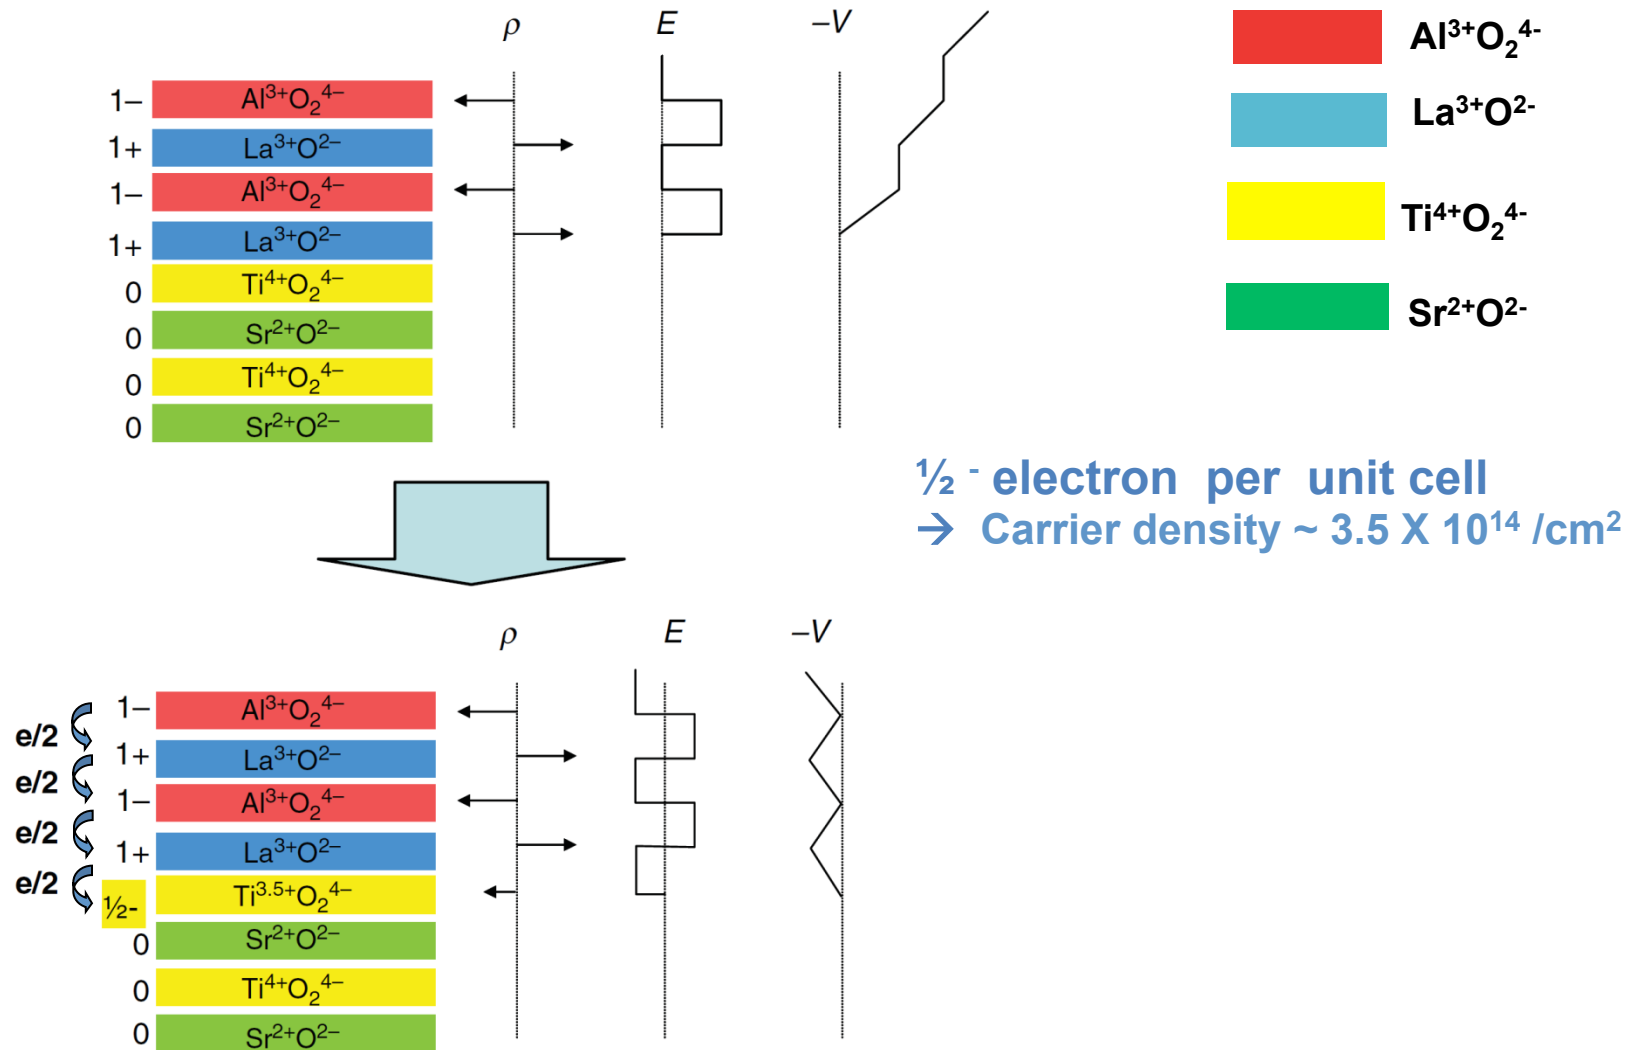 ρ E –V
1– Al³⁺O₂⁴⁻
1+ La³⁺O²⁻
1– Al³⁺O₂⁴⁻
1+ La³⁺O²⁻
0 Ti⁴⁺O₂⁴⁻
0 Sr²⁺O²⁻
0 Ti⁴⁺O₂⁴⁻
0 Sr²⁺O²⁻
Al³⁺O₂⁴⁻
La³⁺O²⁻
Ti⁴⁺O₂⁴⁻
Sr²⁺O²⁻
½ ⁻ electron per unit cell
→ Carrier density ~ 3.5 X 10¹⁴ /cm²
ρ E –V
1– Al³⁺O₂⁴⁻
e/2
1+ La³⁺O²⁻
e/2
1– Al³⁺O₂⁴⁻
e/2
1+ La³⁺O²⁻
e/2
½- Ti³·⁵⁺O₂⁴⁻
0 Sr²⁺O²⁻
0 Ti⁴⁺O₂⁴⁻
0 Sr²⁺O²⁻